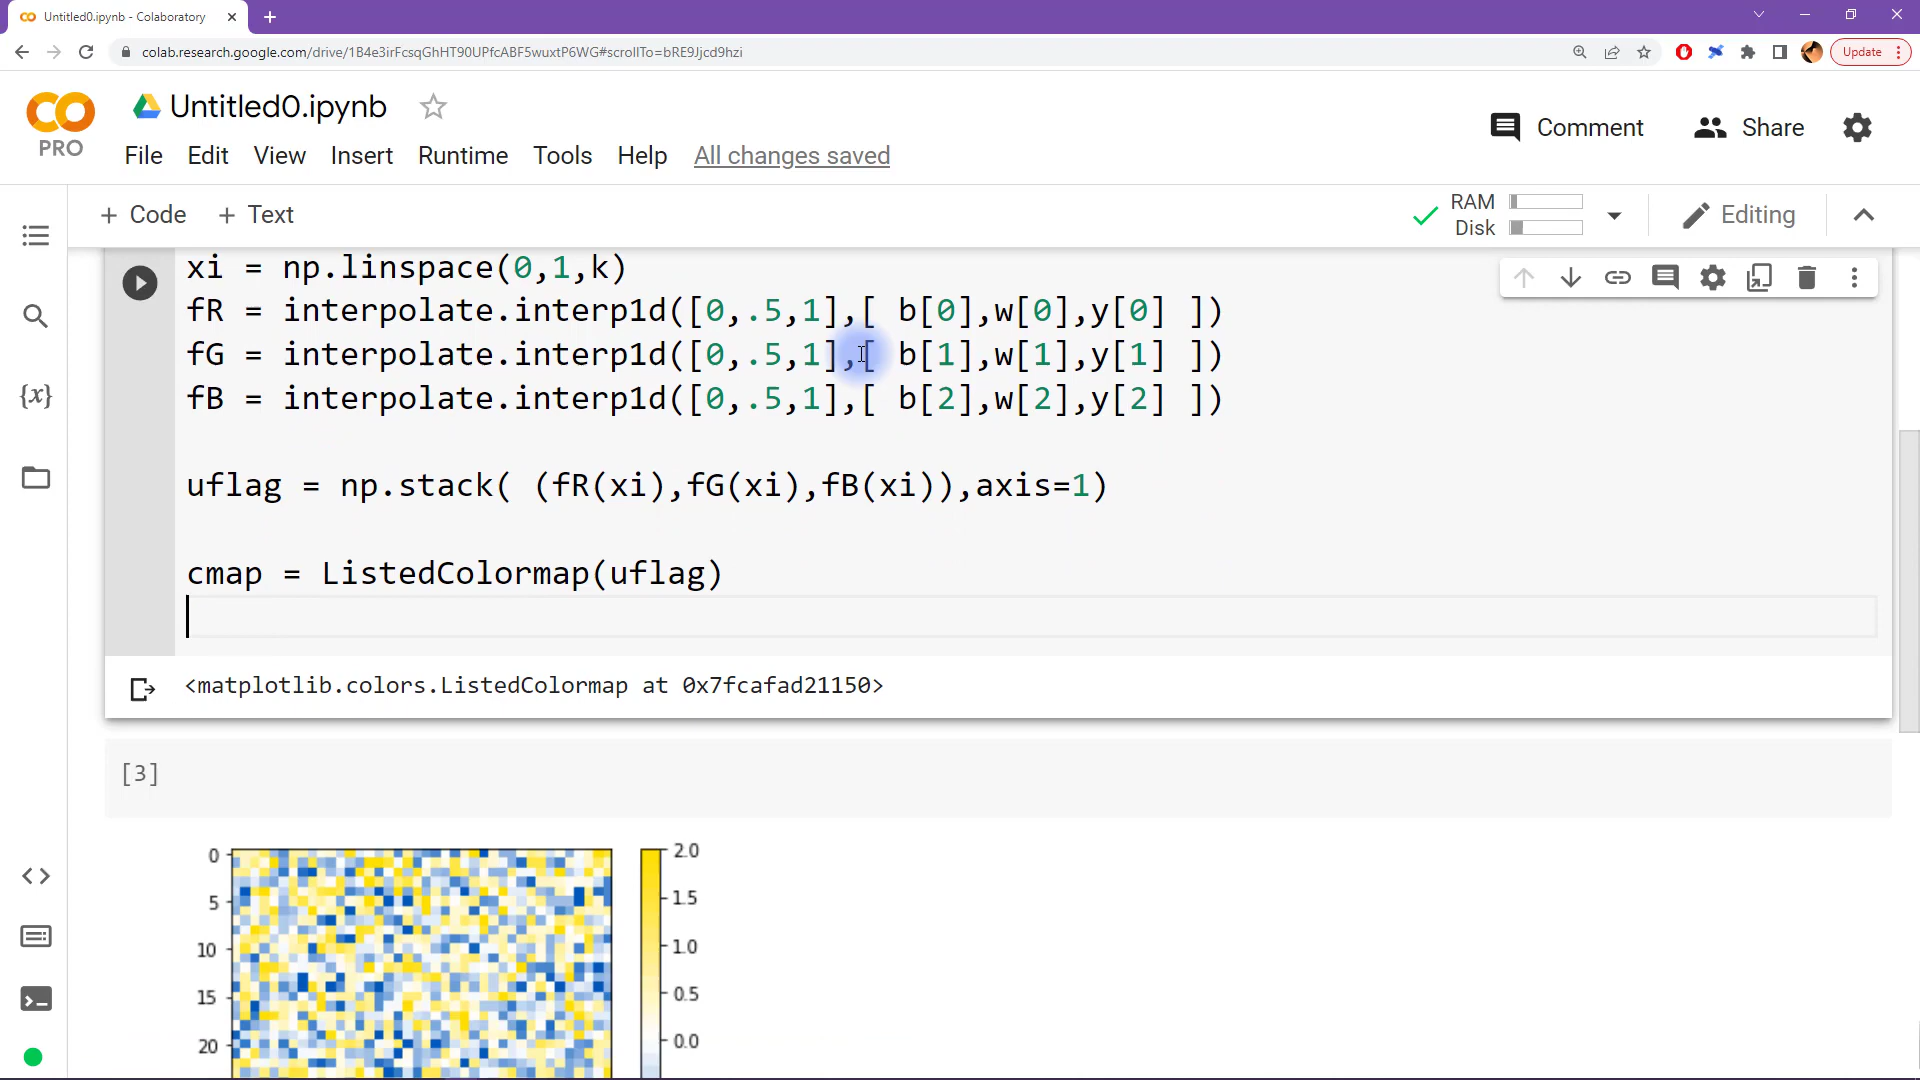 Untitled0.ipynb - Colaboratory
colab.research.google.com/drive/1B4e3irFcsqGhHT90UPfcABF5wuxtP6WG#scrollTo=bRE9Jjcd9hzi
Update
PRO
Untitled0.ipynb
File Edit View Insert Runtime Tools Help All changes saved
Comment
Share
+ Code + Text
RAM
Disk
Editing
{x}
xi = np.linspace(0,1,k)
fR = interpolate.interp1d([0,.5,1],[ b[0],w[0],y[0] ])
fG = interpolate.interp1d([0,.5,1],[ b[1],w[1],y[1] ])
fB = interpolate.interp1d([0,.5,1],[ b[2],w[2],y[2] ])
uflag = np.stack( (fR(xi),fG(xi),fB(xi)),axis=1)
cmap = ListedColormap(uflag)
<matplotlib.colors.ListedColormap at 0x7fcafad21150>
[3]
0
5
10
15
20
2.0
1.5
1.0
0.5
0.0